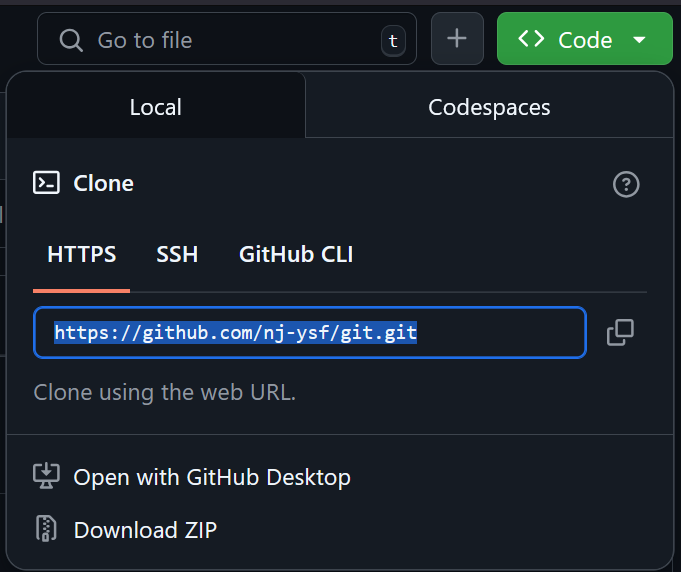 Go to file t + <> Code
Local Codespaces
Clone ?
HTTPS SSH GitHub CLI
https://github.com/nj-ysf/git.git
Clone using the web URL.
Open with GitHub Desktop
Download ZIP